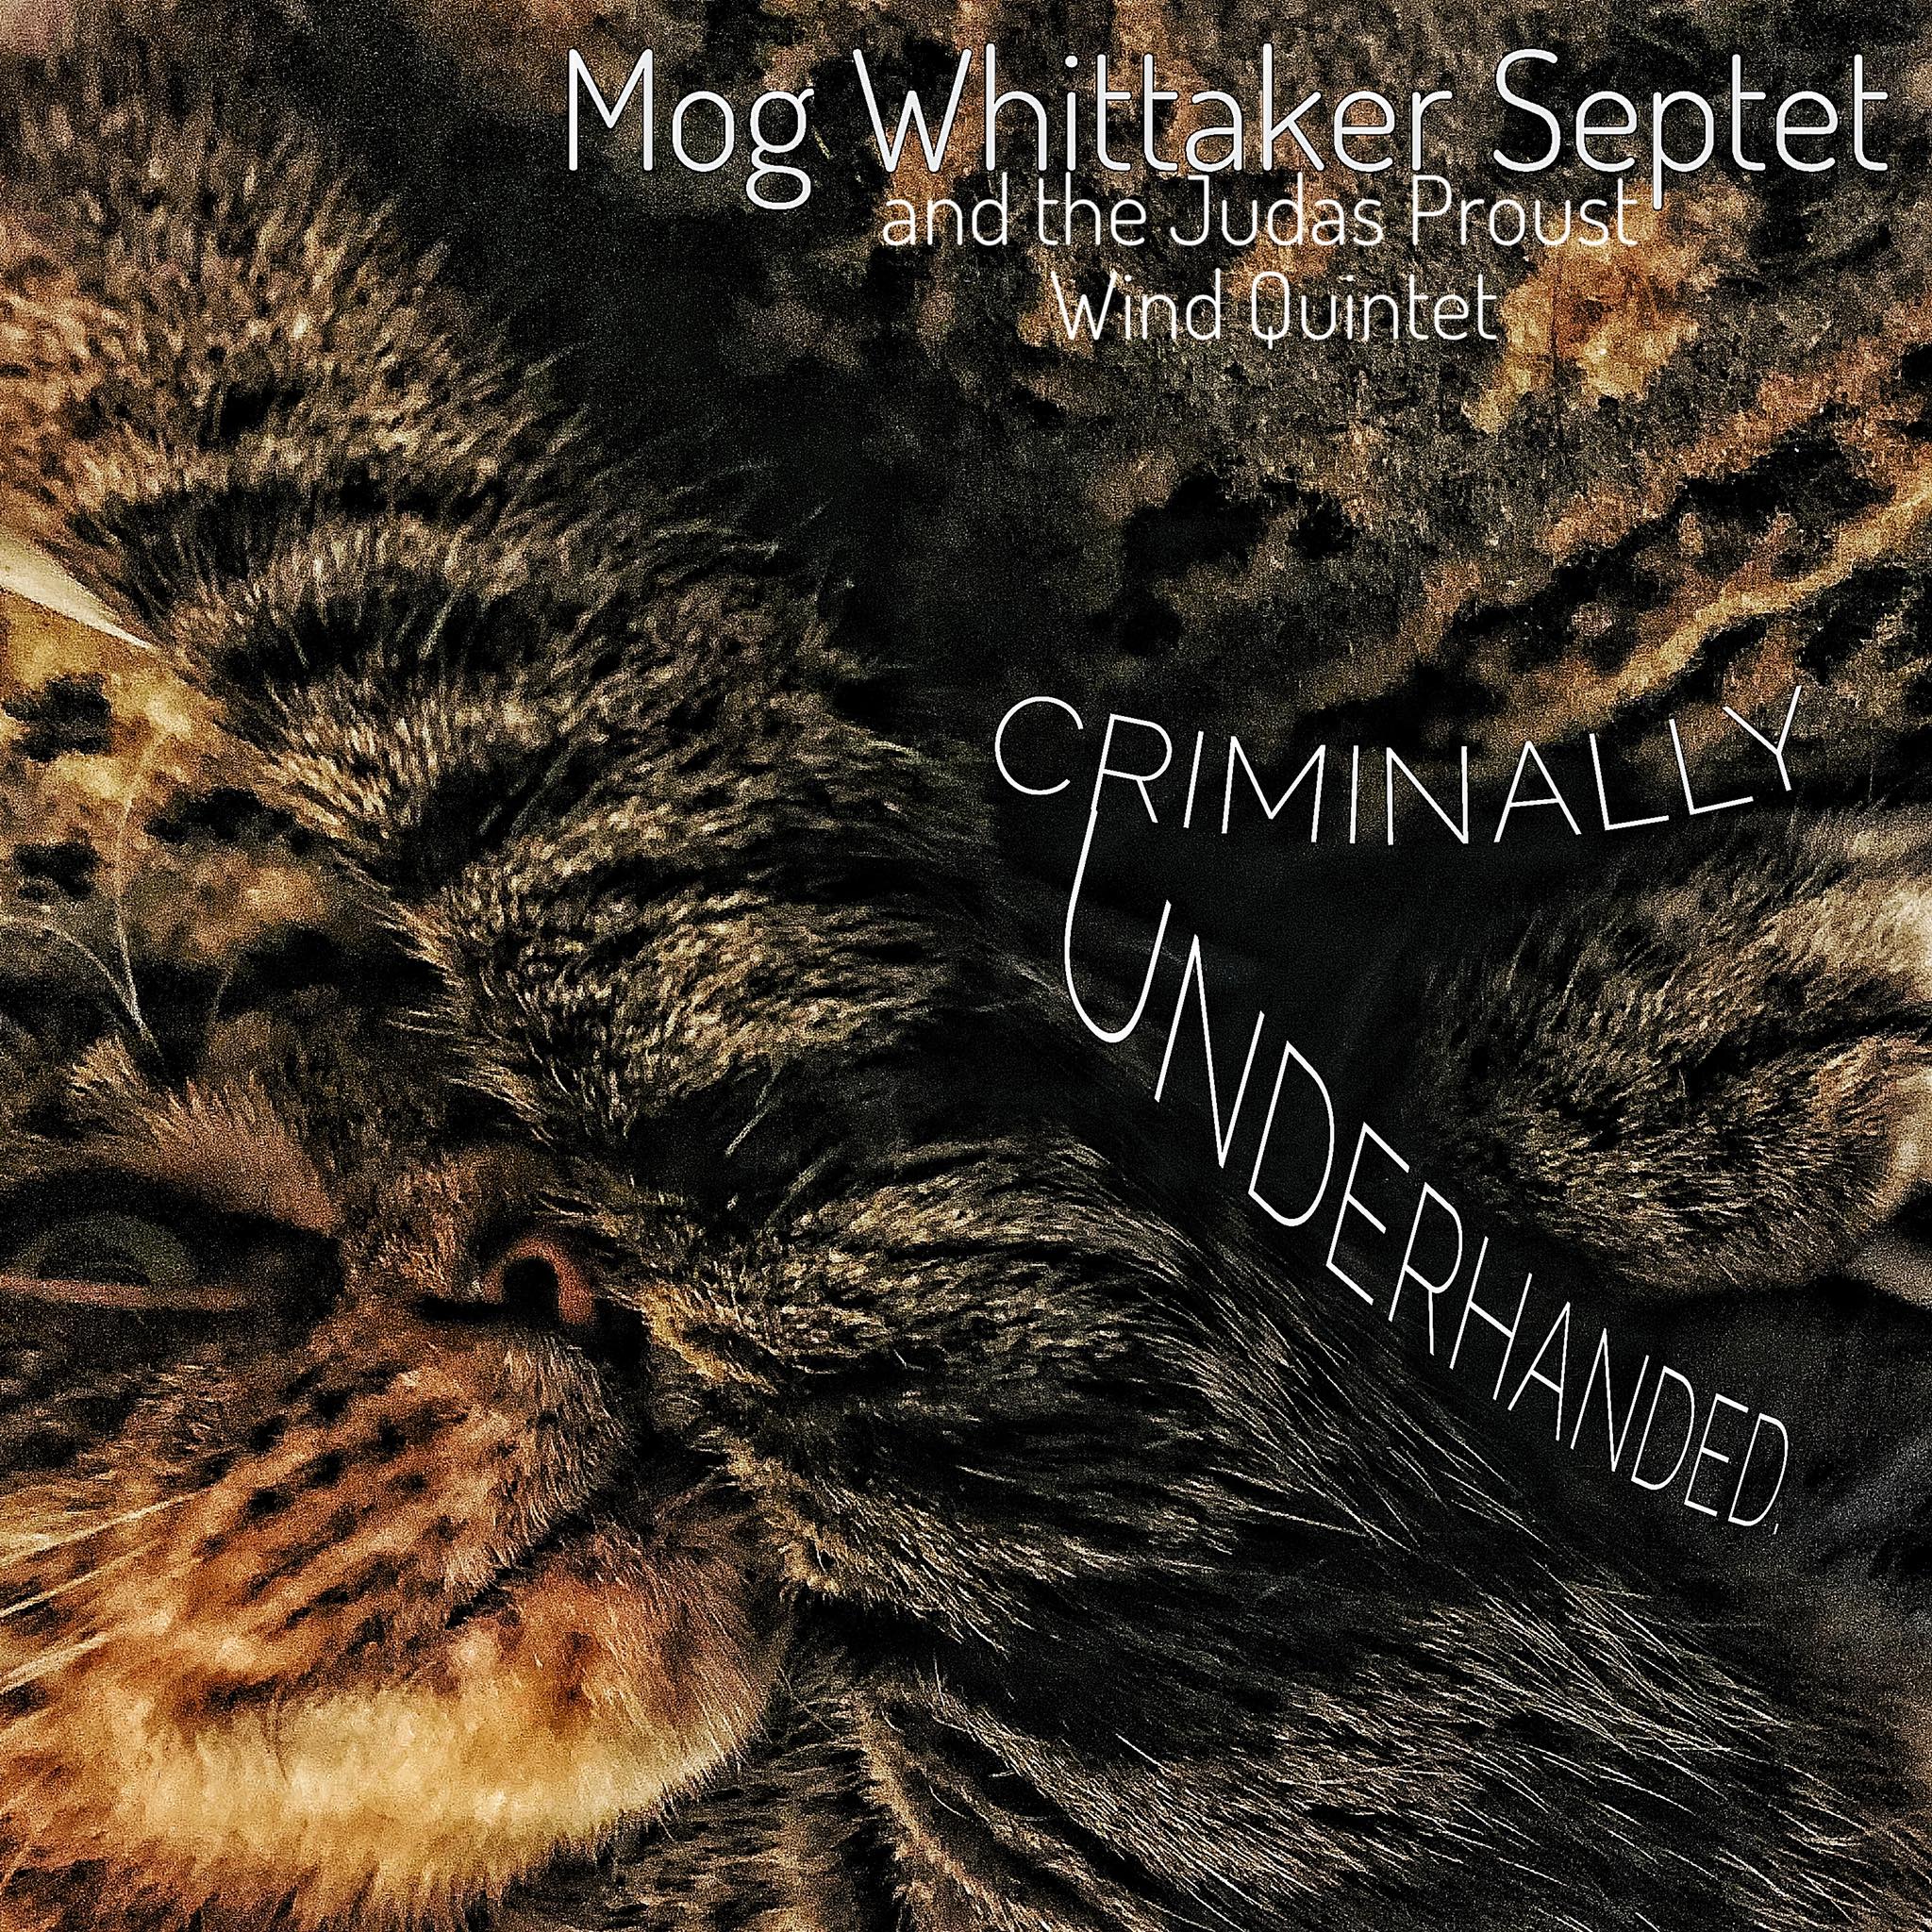 Mog Whittaker Septet
and the Judas Proust
Wind Quintet
CRIMINALLY
UNDERHANDED.